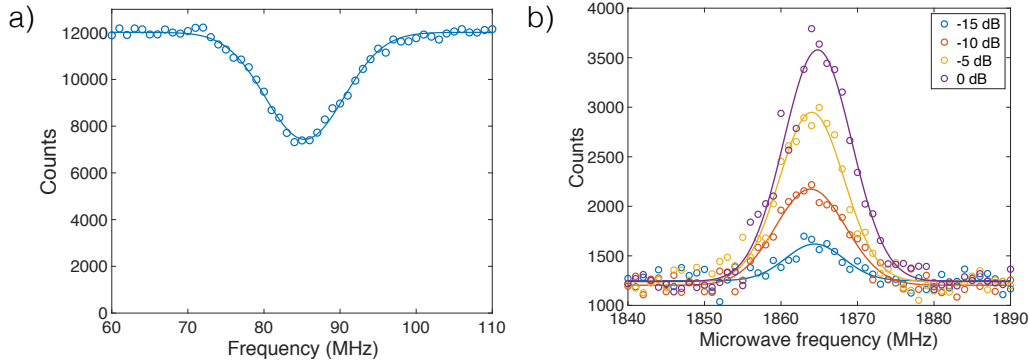 a)
12000
10000
8000
6000
4000
2000
0
Counts
60 70 80 90 100 110
Frequency (MHz)
b)
4000
3500
3000
2500
2000
1500
1000
Counts
1840 1850 1860 1870 1880 1890
Microwave frequency (MHz)
-15 dB
-10 dB
-5 dB
0 dB